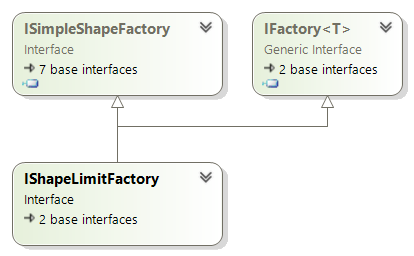 ISimpleShapeFactory
Interface
7 base interfaces
IFactory<T>
Generic Interface
2 base interfaces
IShapeLimitFactory
Interface
2 base interfaces